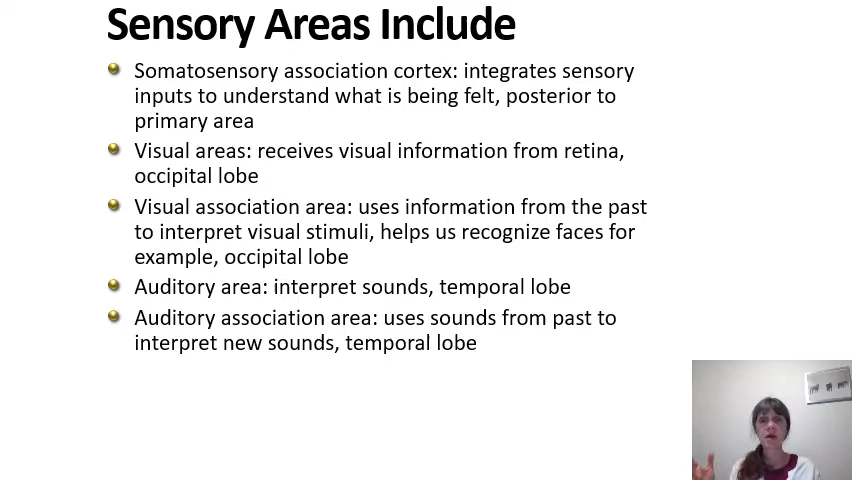 Sensory Areas Include
Somatosensory association cortex: integrates sensory
inputs to understand what is being felt, posterior to
primary area
Visual areas: receives visual information from retina,
occipital lobe
Visual association area: uses information from the past
to interpret visual stimuli, helps us recognize faces for
example, occipital lobe
Auditory area: interpret sounds, temporal lobe
Auditory association area: uses sounds from past to
interpret new sounds, temporal lobe